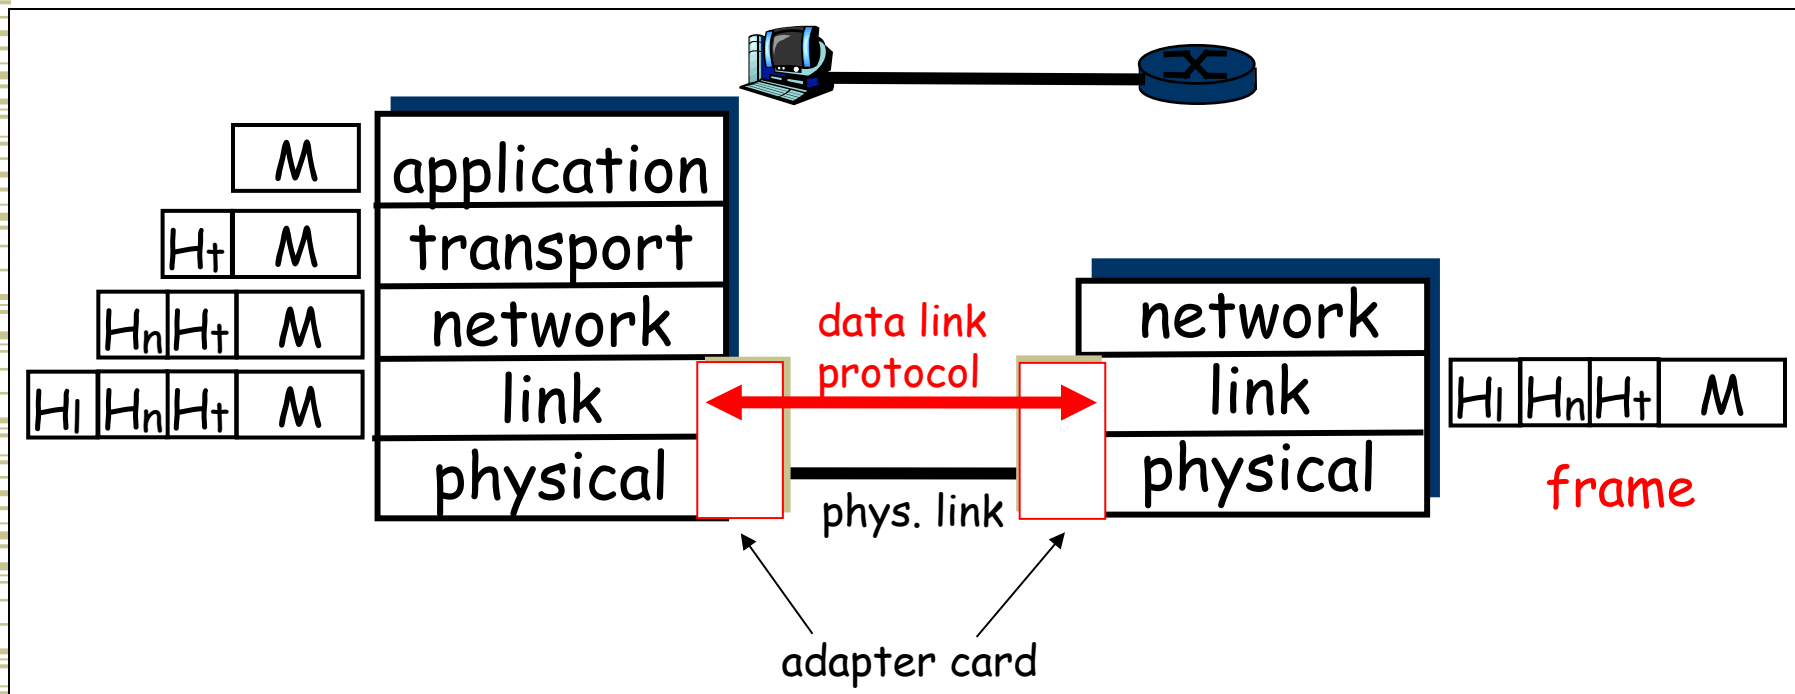 M
application
Ht M
transport
Hn Ht M
network
Hl Hn Ht M
link
physical
data link
protocol
phys. link
network
link
physical
Hl Hn Ht M
frame
adapter card